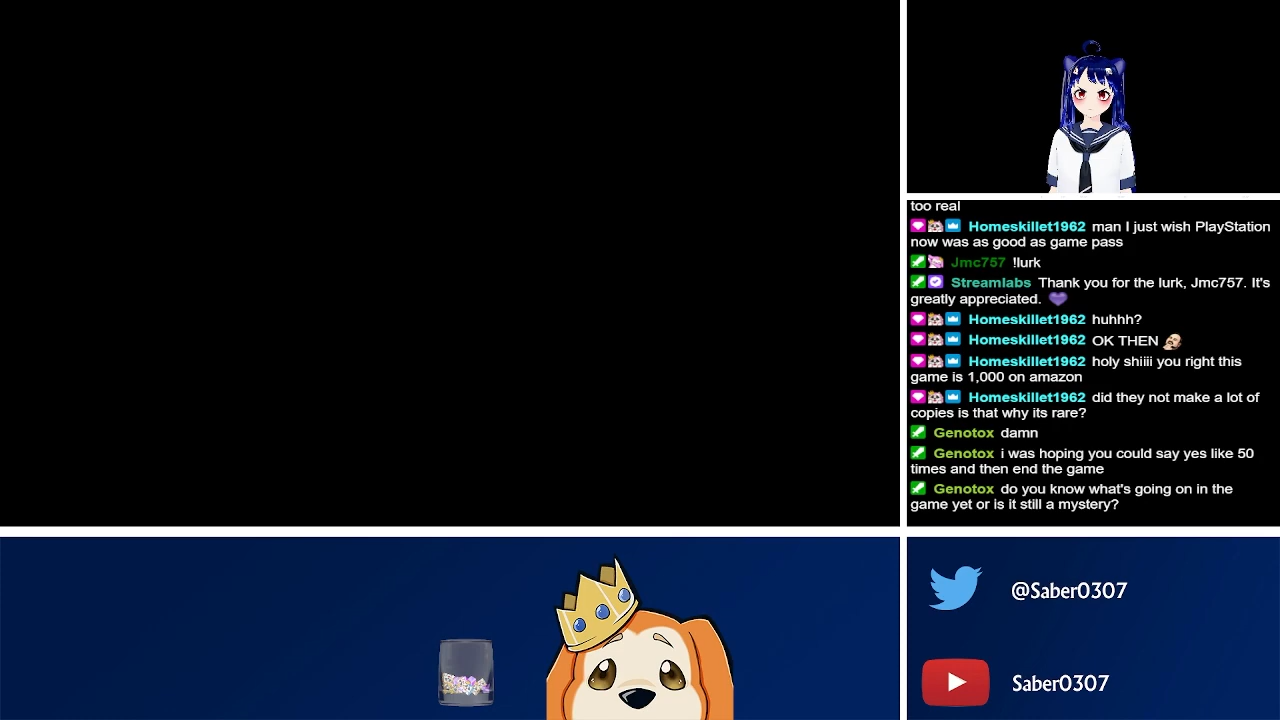 too real
Homeskillet1962 man I just wish PlayStation
now was as good as game pass
Jmc757 !lurk
Streamlabs Thank you for the lurk, Jmc757. It's
greatly appreciated.
Homeskillet1962 huhhh?
Homeskillet1962 OK THEN
Homeskillet1962 holy shiiii you right this
game is 1,000 on amazon
Homeskillet1962 did they not make a lot of
copies is that why its rare?
Genotox damn
Genotox i was hoping you could say yes like 50
times and then end the game
Genotox do you know what's going on in the
game yet or is it still a mystery?
@Saber0307
Saber0307